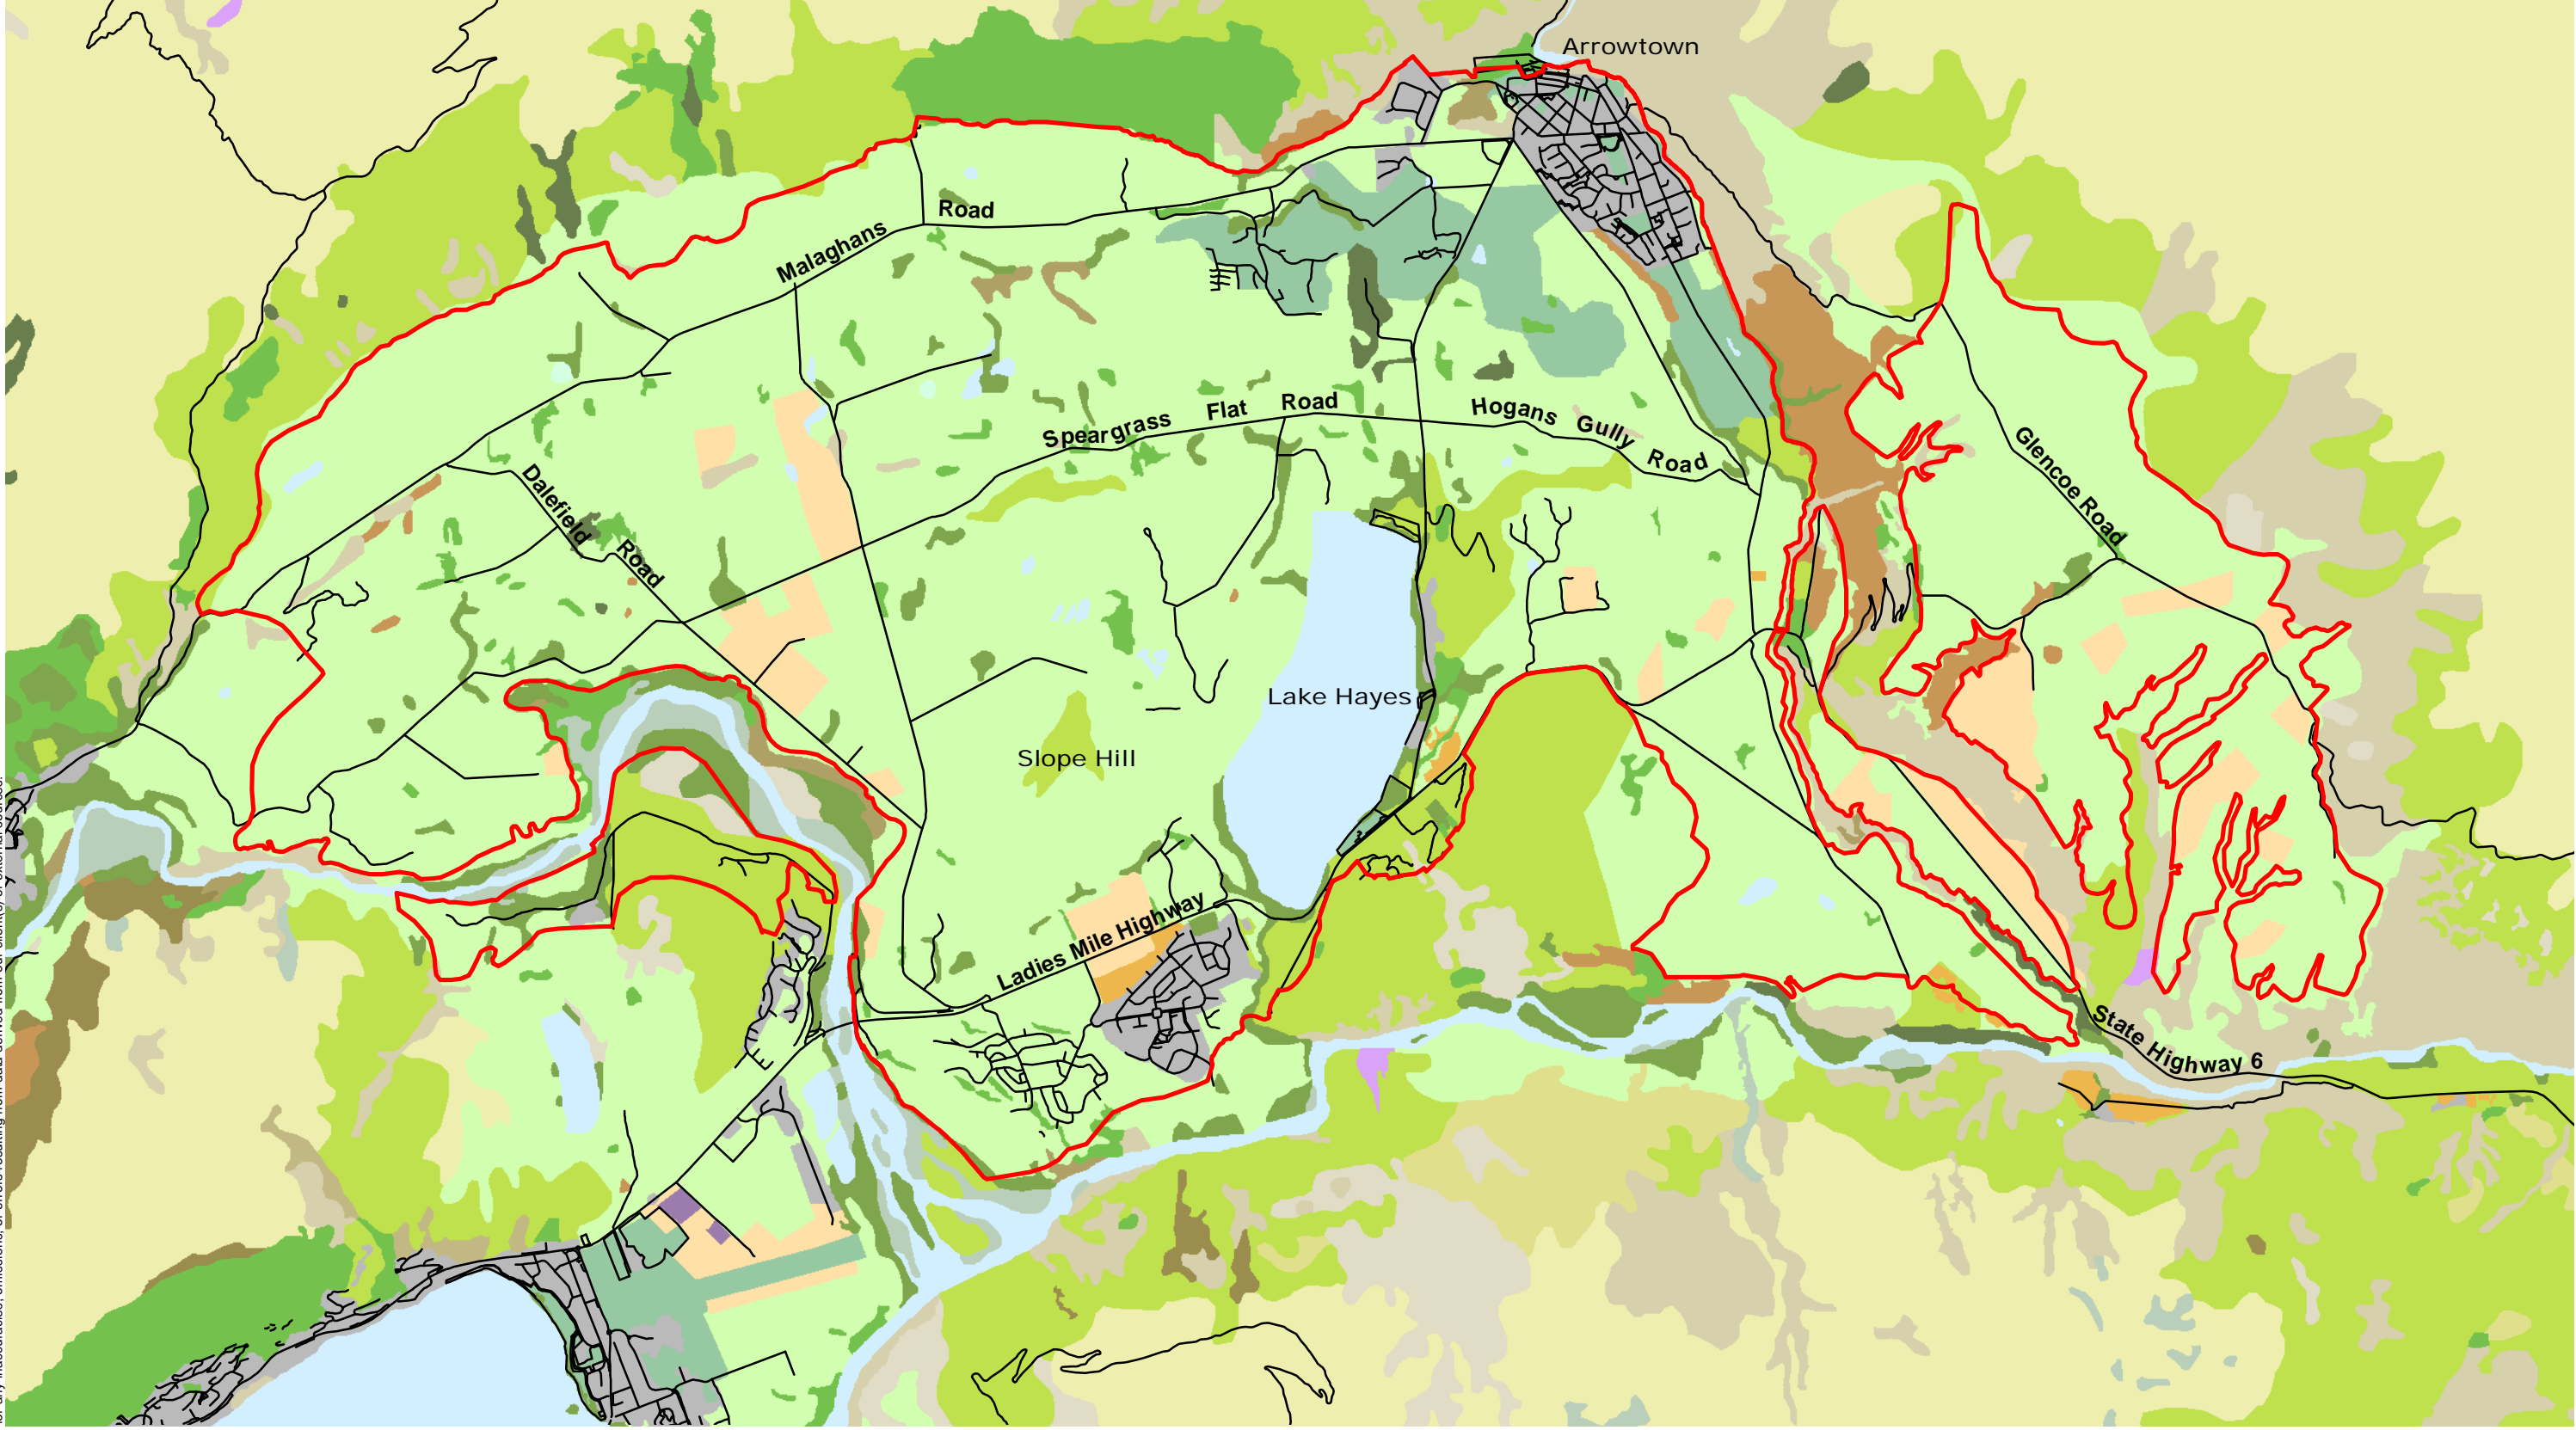 Arrowtown
Malaghans Road
Speargrass Flat Road
Hogans Gully Road
Glencoe Road
Dalefield Road
Lake Hayes
Slope Hill
Ladies Mile Highway
State Highway 6